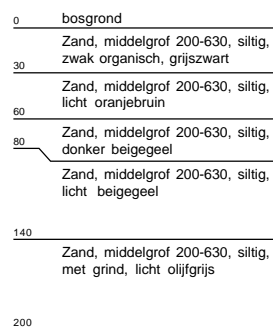 0 bosgrond
Zand, middelgrof 200-630, siltig,
zwak organisch, grijszwart
30
Zand, middelgrof 200-630, siltig,
licht oranjebruin
60
Zand, middelgrof 200-630, siltig,
donker beigegeel
80
Zand, middelgrof 200-630, siltig,
licht beigegeel
140
Zand, middelgrof 200-630, siltig,
met grind, licht olijfgrijs
200